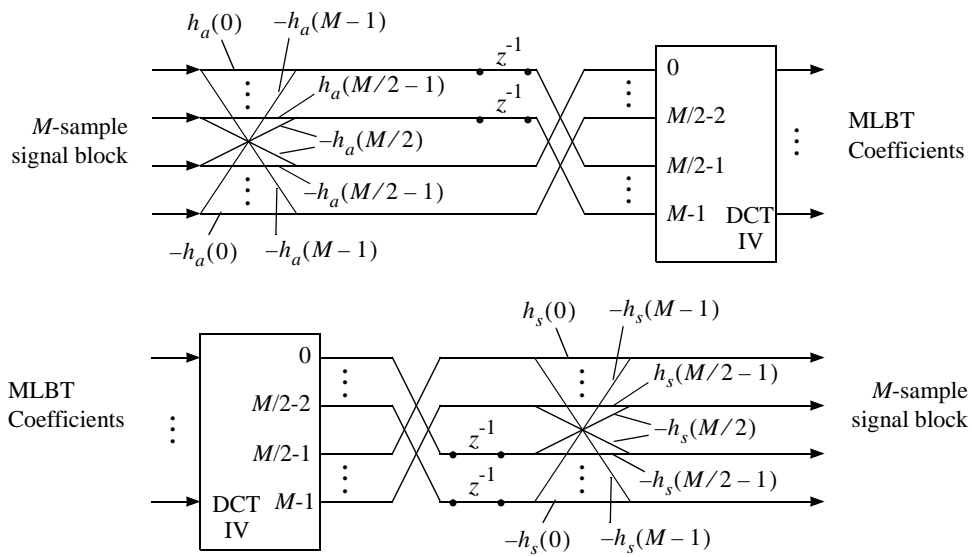 h_a(0)
–h_a(M – 1)
z^-1
0
h_a(M/2 – 1)
z^-1
M/2-2
M-sample
signal block
–h_a(M/2)
MLBT
Coefficients
M/2-1
–h_a(M/2 – 1)
M-1
DCT
IV
–h_a(0)
–h_a(M – 1)
h_s(0)
–h_s(M – 1)
0
MLBT
Coefficients
h_s(M/2 – 1)
M-sample
signal block
M/2-2
–h_s(M/2)
M/2-1
z^-1
–h_s(M/2 – 1)
z^-1
DCT
IV
M-1
–h_s(0)
–h_s(M – 1)